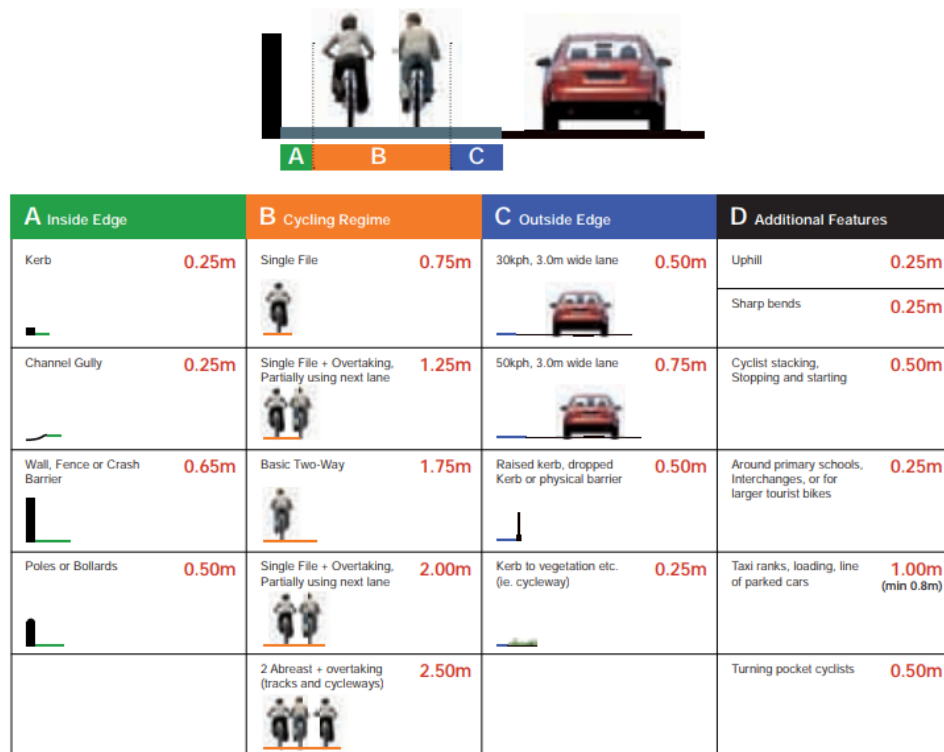 A
B
C
A Inside Edge
B Cycling Regime
C Outside Edge
D Additional Features
Kerb
0.25m
Single File
0.75m
30kph, 3.0m wide lane
0.50m
Uphill
0.25m
Sharp bends
0.25m
Channel Gully
0.25m
Single File + Overtaking,
Partially using next lane
1.25m
50kph, 3.0m wide lane
0.75m
Cyclist stacking,
Stopping and starting
0.50m
Wall, Fence or Crash
Barrier
0.65m
Basic Two-Way
1.75m
Raised kerb, dropped
Kerb or physical barrier
0.50m
Around primary schools,
Interchanges, or for
larger tourist bikes
0.25m
Poles or Bollards
0.50m
Single File + Overtaking,
Partially using next lane
2.00m
Kerb to vegetation etc.
(ie. cycleway)
0.25m
Taxi ranks, loading, line
of parked cars
1.00m
(min 0.8m)
2 Abreast + overtaking
(tracks and cycleways)
2.50m
Turning pocket cyclists
0.50m